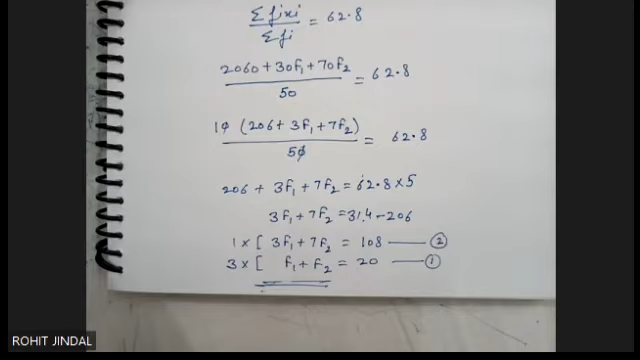 Σfixi / Σfi = 62.8
2060 + 30f₁ + 70f₂ / 50 = 62.8
10 (206 + 3f₁ + 7f₂) / 50 = 62.8
206 + 3f₁ + 7f₂ = 62.8 × 5
3f₁ + 7f₂ = 31.4 - 206
1 × [ 3f₁ + 7f₂ = 108 —— ②
3 × [ f₁ + f₂ = 20 —— ①
ROHIT JINDAL